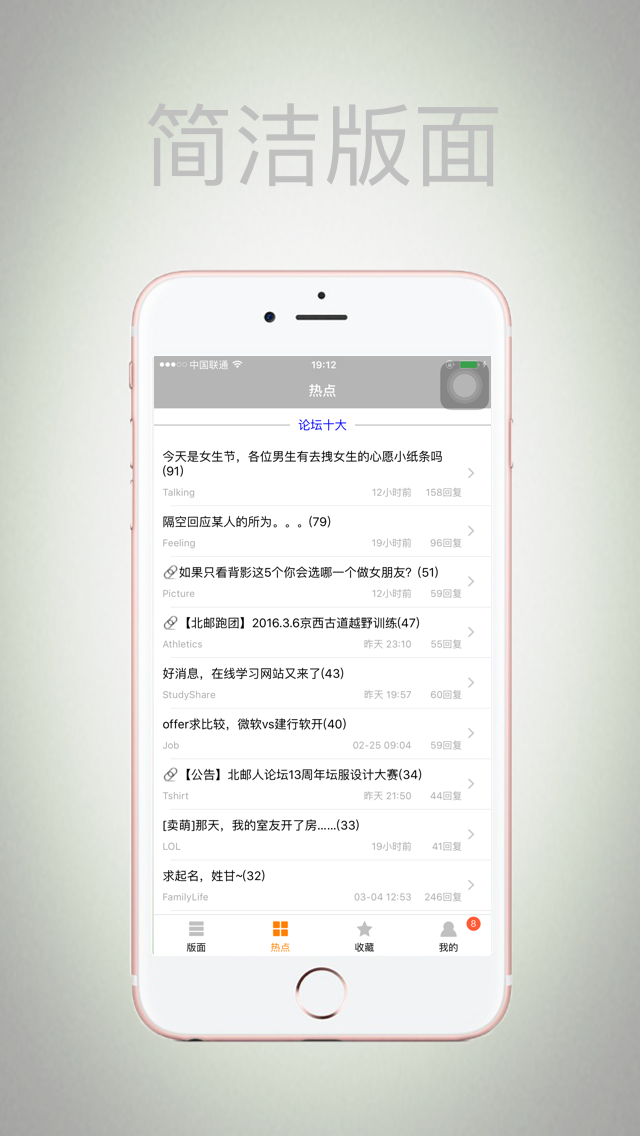 简洁版面
中国联通 19:12
热点
论坛十大
今天是女生节，各位男生有去拽女生的心愿小纸条吗
(91)
Talking 12小时前 158回复
隔空回应某人的所为。。。(79)
Feeling 19小时前 96回复
如果只看背影这5个你会选哪一个做女朋友？(51)
Picture 12小时前 59回复
【北邮跑团】2016.3.6京西古道越野训练(47)
Athletics 昨天 23:10 55回复
好消息，在线学习网站又来了(43)
StudyShare 昨天 19:57 60回复
offer求比较，微软vs建行软开(40)
Job 02-25 09:04 59回复
【公告】北邮人论坛13周年坛服设计大赛(34)
Tshirt 昨天 21:50 44回复
[卖萌]那天，我的室友开了房......(33)
LOL 19小时前 41回复
求起名，姓甘~(32)
FamilyLife 03-04 12:53 246回复
8
版面 热点 收藏 我的